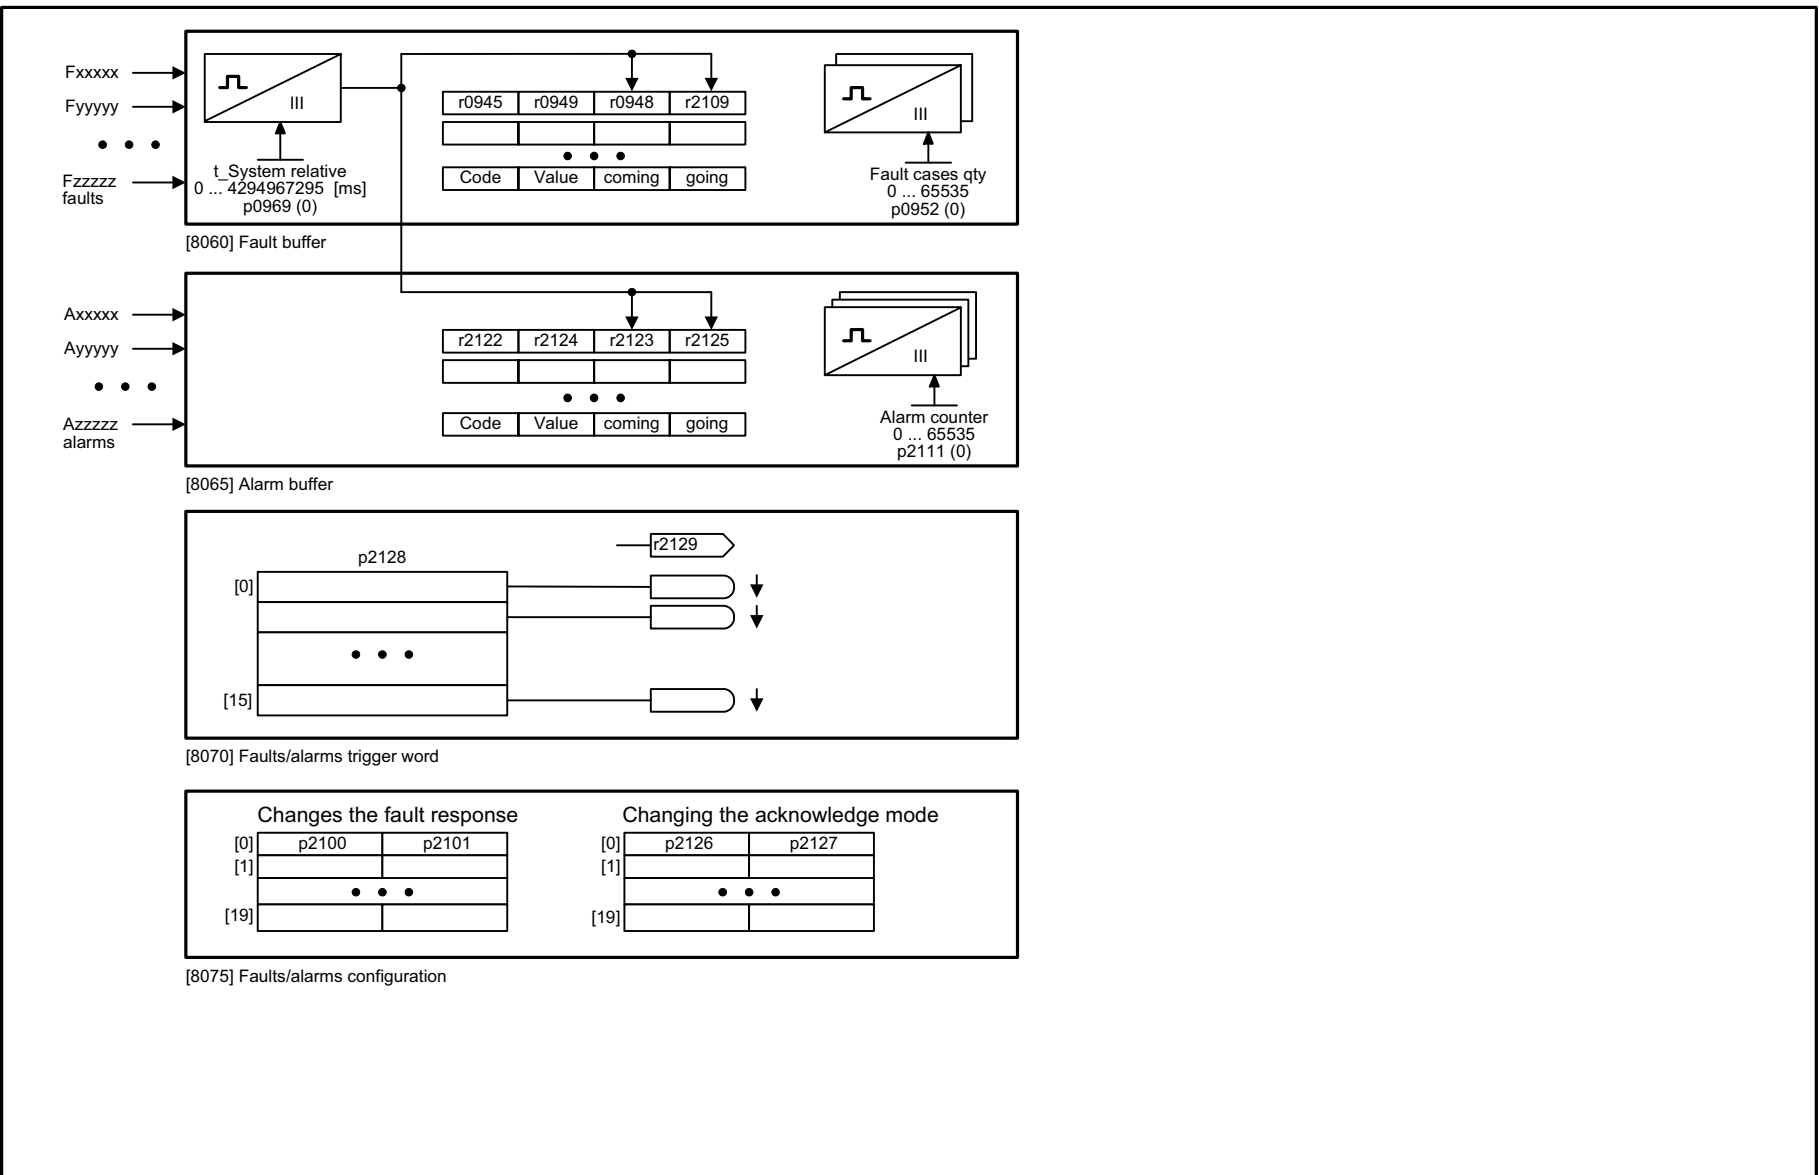 Fxxxxx
Fyyyyy
Fzzzzz
faults
III
t_System relative
0 ... 4294967295 [ms]
p0969 (0)
r0945 r0949 r0948 r2109
Code Value coming going
III
Fault cases qty
0 ... 65535
p0952 (0)
[8060] Fault buffer
Axxxxx
Ayyyyy
Azzzzz
alarms
r2122 r2124 r2123 r2125
Code Value coming going
III
Alarm counter
0 ... 65535
p2111 (0)
[8065] Alarm buffer
p2128
[0]
[15]
r2129
[8070] Faults/alarms trigger word
Changes the fault response
[0] p2100 p2101
[1]
[19]
Changing the acknowledge mode
[0] p2126 p2127
[1]
[19]
[8075] Faults/alarms configuration